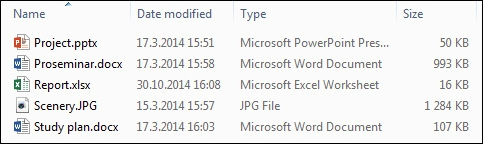 Name Date modified Type Size
Project.pptx 17.3.2014 15:51 Microsoft PowerPoint Pres... 50 KB
Proseminar.docx 17.3.2014 15:58 Microsoft Word Document 993 KB
Report.xlsx 30.10.2014 16:08 Microsoft Excel Worksheet 16 KB
Scenery.JPG 15.3.2014 15:57 JPG File 1 284 KB
Study plan.docx 17.3.2014 16:03 Microsoft Word Document 107 KB